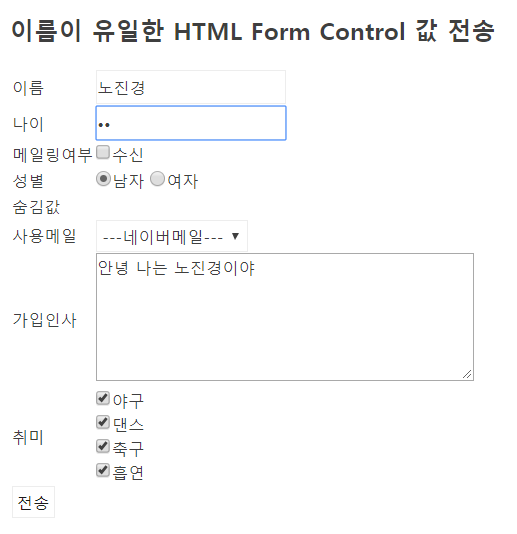 이름이 유일한 HTML Form Control 값 전송
이름 노진경
나이 ••
메일링여부 수신
성별 남자 여자
숨김값
사용메일 ---네이버메일---
가입인사 안녕 나는 노진경이야
취미 야구
댄스
축구
흡연
전송